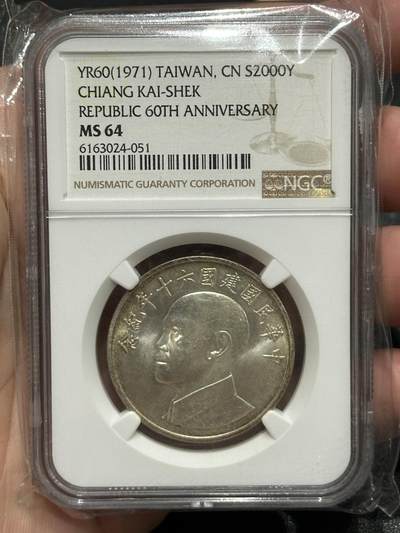 YR60(1971) TAIWAN, CN S2000Y
CHIANG KAI-SHEK
REPUBLIC 60TH ANNIVERSARY
MS 64
6163024-051
NUMISMATIC GUARANTY CORPORATION
NGC®
中華民國建國六十年紀念